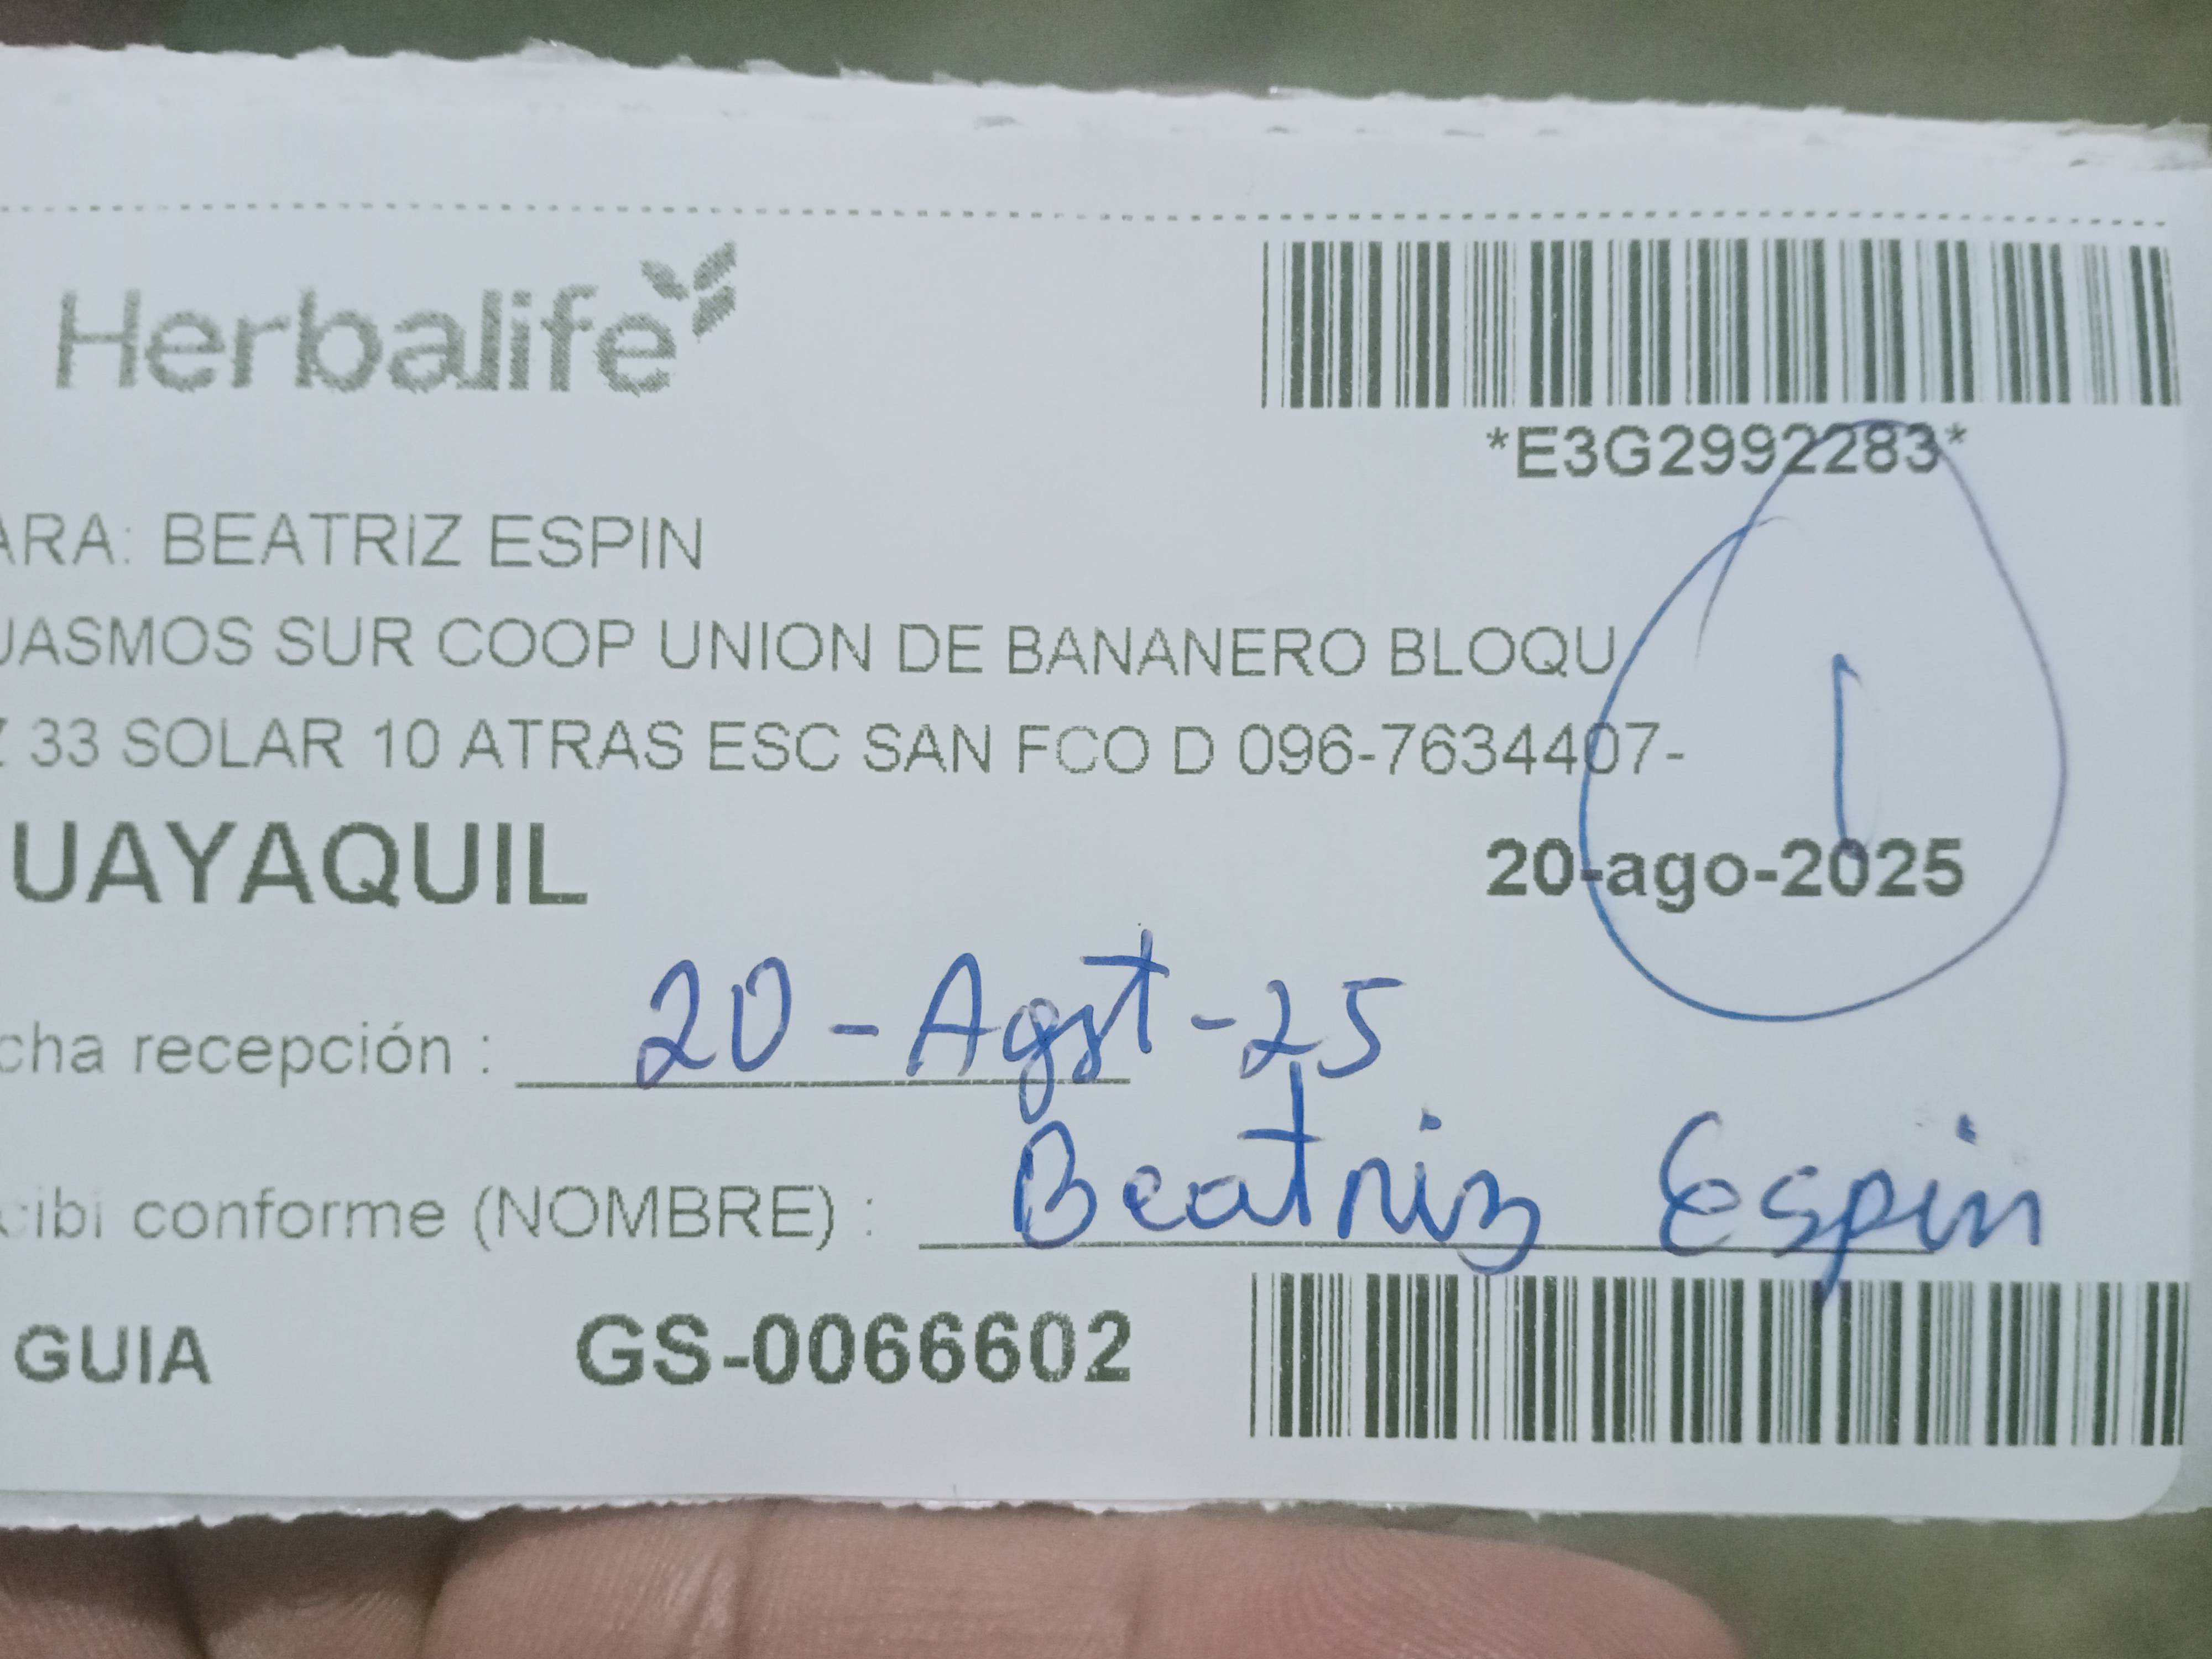 Herbalife
*E3G2992283*
ARA: BEATRIZ ESPIN
UASMOS SUR COOP UNION DE BANANERO BLOQU
Z 33 SOLAR 10 ATRAS ESC SAN FCO D 096-7634407-
1
UAYAQUIL
20-ago-2025
cha recepción : 20-Agst-25
cibi conforme (NOMBRE) : Beatriz Espin
GUIA GS-0066602